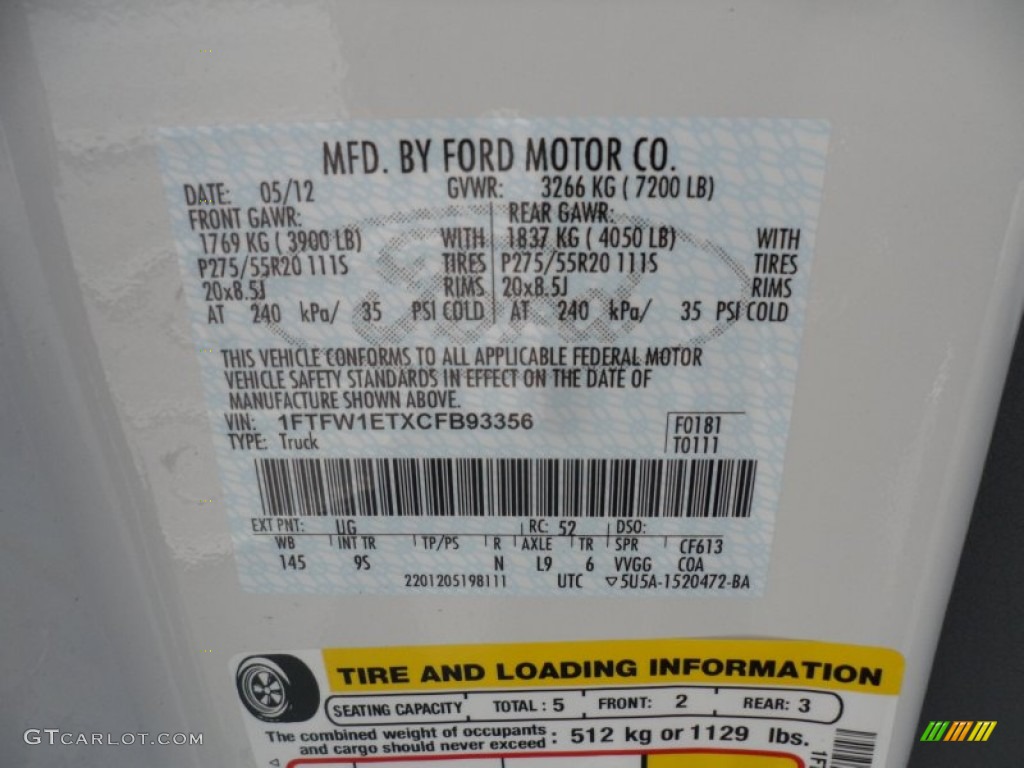 MFD. BY FORD MOTOR CO.
DATE: 05/12 GVWR: 3266 KG ( 7200 LB)
FRONT GAWR: REAR GAWR:
1769 KG ( 3900 LB) WITH 1837 KG ( 4050 LB) WITH
P275/55R20 111S TIRES P275/55R20 111S TIRES
20x8.5J RIMS 20x8.5J RIMS
AT 240 kPa/ 35 PSI COLD AT 240 kPa/ 35 PSI COLD
Ford
THIS VEHICLE CONFORMS TO ALL APPLICABLE FEDERAL MOTOR
VEHICLE SAFETY STANDARDS IN EFFECT ON THE DATE OF
MANUFACTURE SHOWN ABOVE.
VIN: 1FTFW1ETXCFB93356 F0181
TYPE: Truck T0111
EXT PNT: UG RC: 52 DSO:
WB INT TR TP/PS R AXLE TR SPR CF613
145 9S N L9 6 VVGG COA
2201205198111 UTC ▽5U5A-1520472-BA
TIRE AND LOADING INFORMATION
SEATING CAPACITY TOTAL : 5 FRONT: 2 REAR: 3
The combined weight of occupants
and cargo should never exceed : 512 kg or 1129 lbs.
GTCARLOT.COM